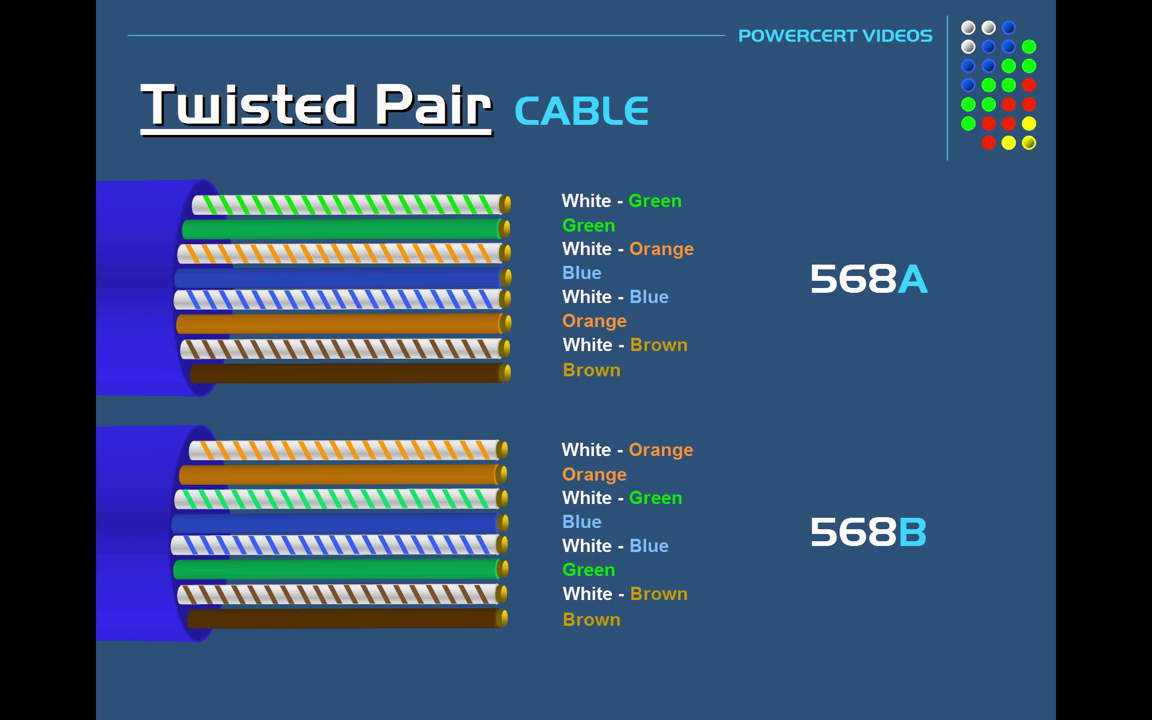 POWERCERT VIDEOS
Twisted Pair CABLE
White - Green
Green
White - Orange
Blue
White - Blue
Orange
White - Brown
Brown
568A
White - Orange
Orange
White - Green
Blue
White - Blue
Green
White - Brown
Brown
568B